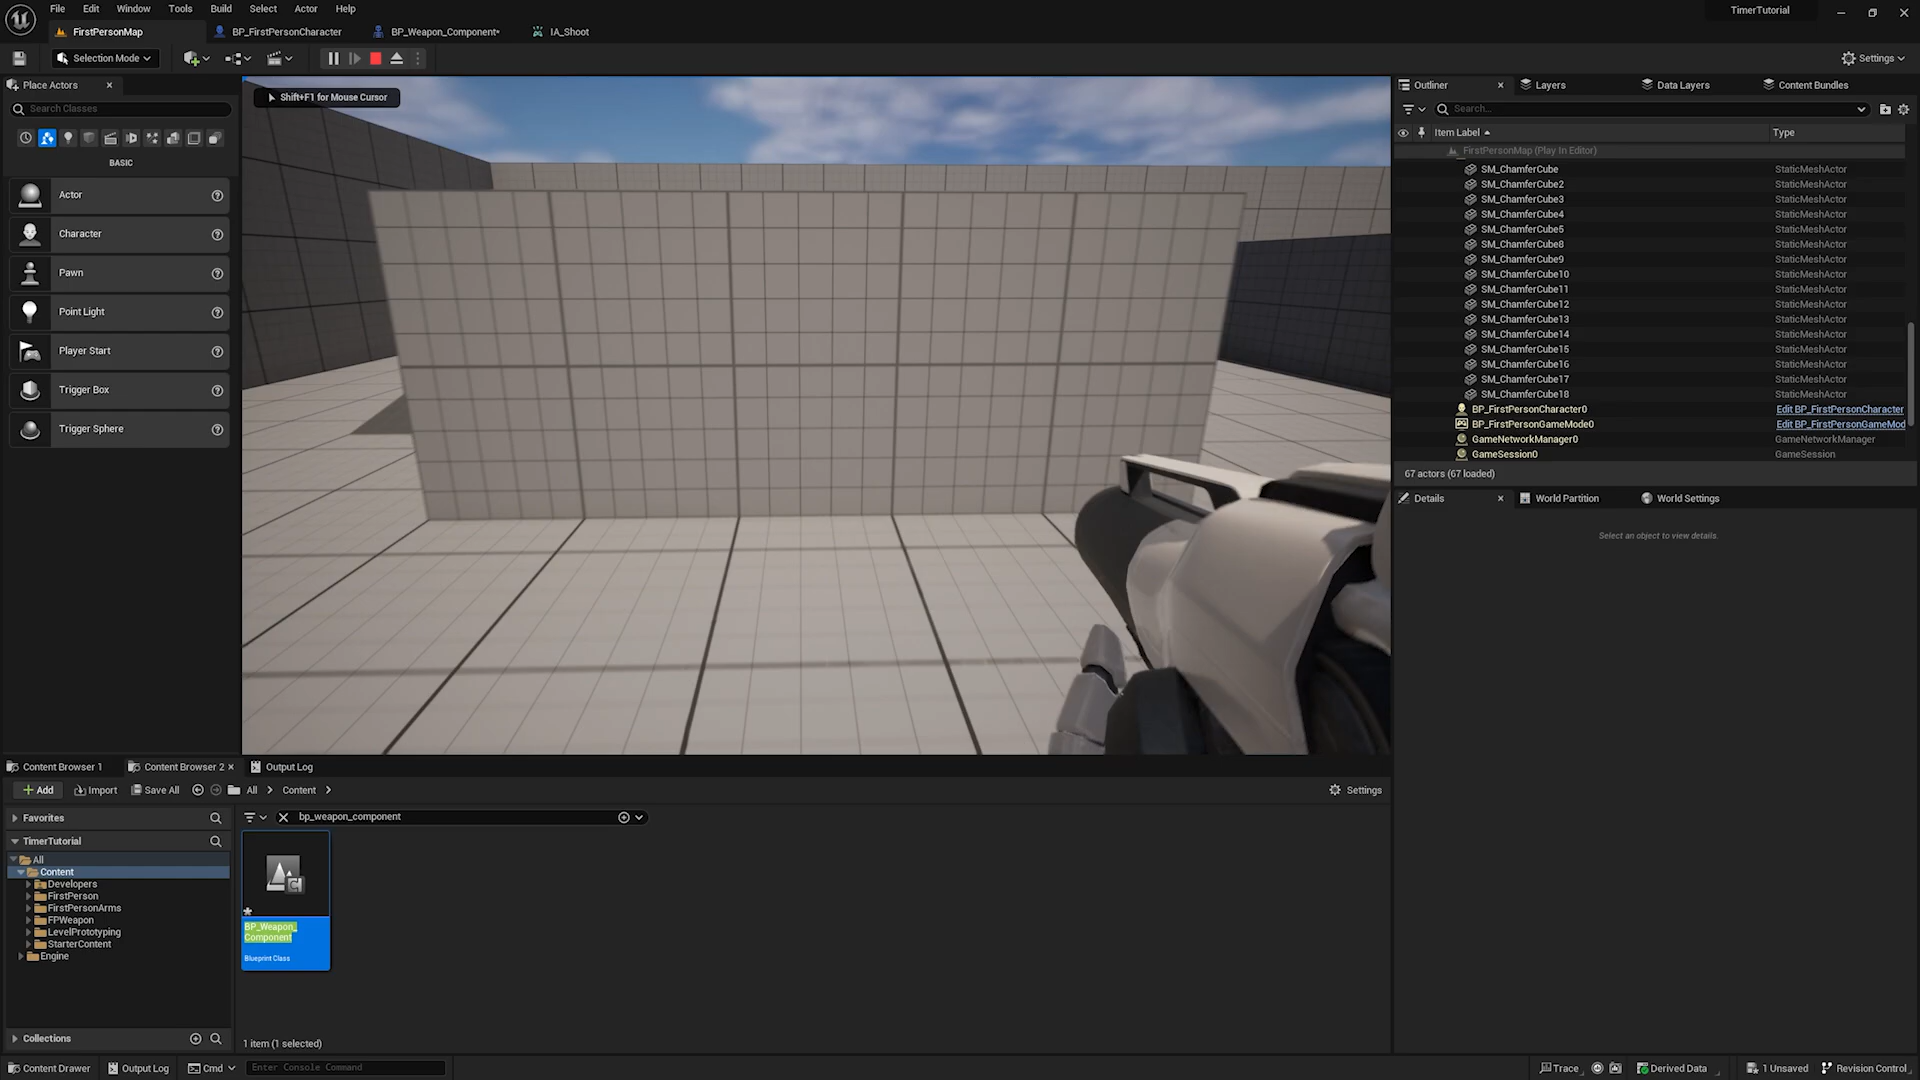 File Edit Window Tools Build Select Actor Help
TimerTutorial
FirstPersonMap
BP_FirstPersonCharacter
BP_Weapon_Component*
IA_Shoot
Selection Mode
Settings
Place Actors
Search Classes
BASIC
Actor
Character
Pawn
Point Light
Player Start
Trigger Box
Trigger Sphere
Shift+F1 for Mouse Cursor
Outliner
Layers
Data Layers
Content Bundles
Search...
Item Label
Type
FirstPersonMap (Play In Editor)
SM_ChamferCube StaticMeshActor
SM_ChamferCube2 StaticMeshActor
SM_ChamferCube3 StaticMeshActor
SM_ChamferCube4 StaticMeshActor
SM_ChamferCube5 StaticMeshActor
SM_ChamferCube8 StaticMeshActor
SM_ChamferCube9 StaticMeshActor
SM_ChamferCube10 StaticMeshActor
SM_ChamferCube11 StaticMeshActor
SM_ChamferCube12 StaticMeshActor
SM_ChamferCube13 StaticMeshActor
SM_ChamferCube14 StaticMeshActor
SM_ChamferCube15 StaticMeshActor
SM_ChamferCube16 StaticMeshActor
SM_ChamferCube17 StaticMeshActor
SM_ChamferCube18 StaticMeshActor
BP_FirstPersonCharacter0 Edit BP_FirstPersonCharacter
BP_FirstPersonGameMode0 Edit BP_FirstPersonGameMod
GameNetworkManager0 GameNetworkManager
GameSession0 GameSession
67 actors (67 loaded)
Details
World Partition
World Settings
Select an object to view details.
Content Browser 1
Content Browser 2
Output Log
Add
Import
Save All
All
Content
Settings
Favorites
TimerTutorial
All
Content
Developers
FirstPerson
FirstPersonArms
FPWeapon
LevelPrototyping
StarterContent
Engine
Collections
bp_weapon_component
BP_Weapon_
Component
Blueprint Class
1 item (1 selected)
Content Drawer
Output Log
Cmd
Enter Console Command
Trace
Derived Data
1 Unsaved
Revision Control